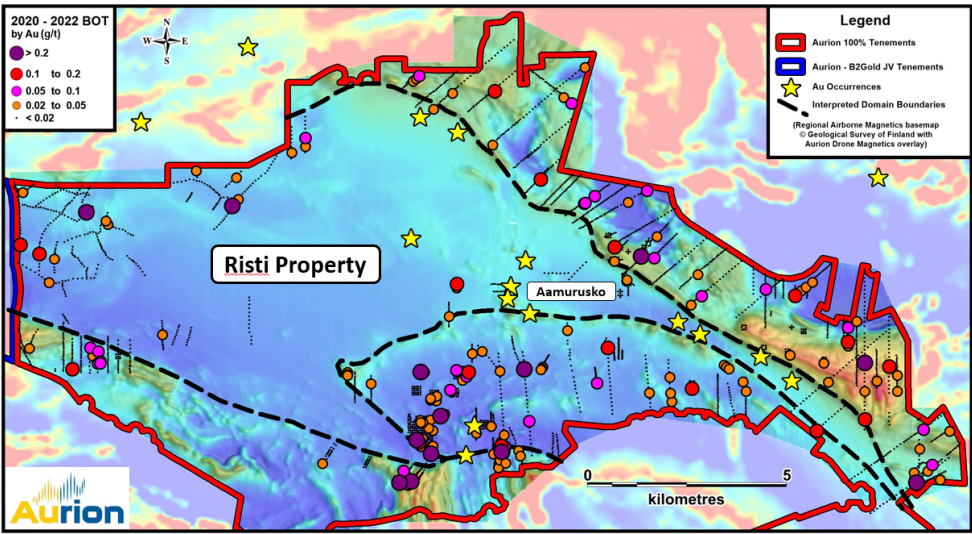 2020 - 2022 BOT
by Au (g/t)
> 0.2
0.1 to 0.2
0.05 to 0.1
0.02 to 0.05
< 0.02
N
W E
S
Legend
Aurion 100% Tenements
Aurion - B2Gold JV Tenements
Au Occurrences
Interpreted Domain Boundaries
(Regional Airborne Magnetics basemap
© Geological Survey of Finland with
Aurion Drone Magnetics overlay)
Risti Property
Aamurusko
0 5
kilometres
Aurion